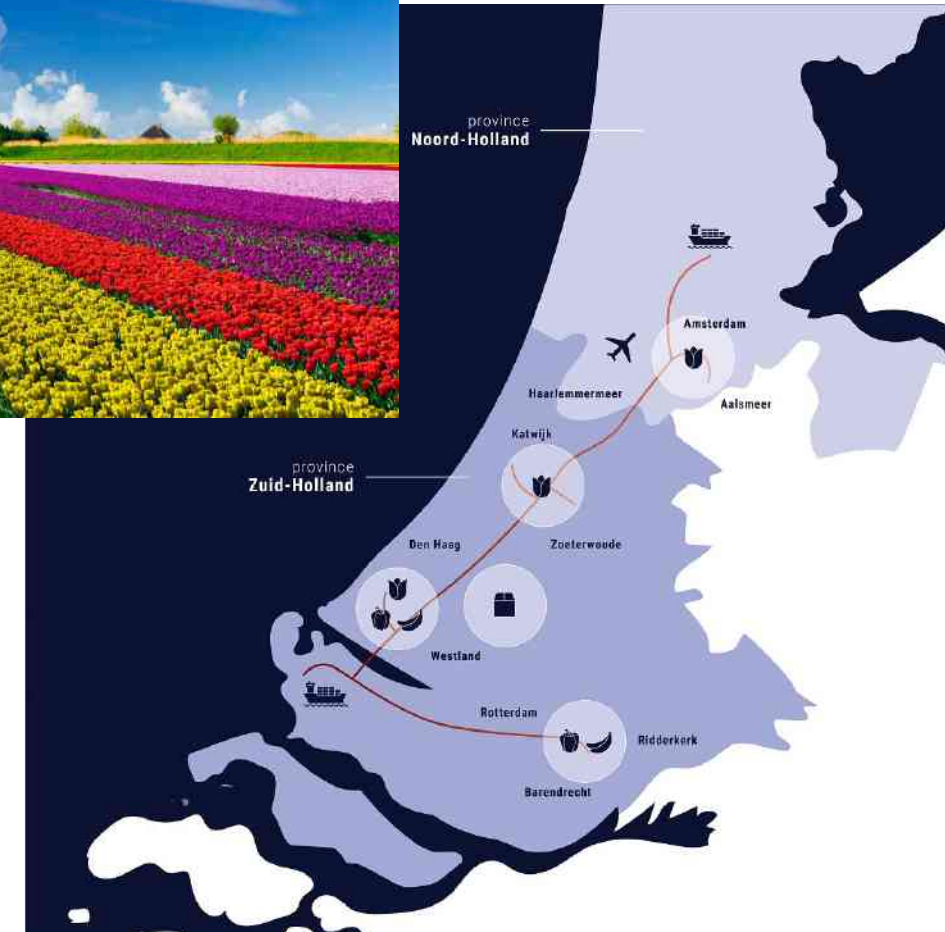 province
Noord-Holland
Amsterdam
Haarlemmermeer
Aalsmeer
Katwijk
province
Zuid-Holland
Den Haag
Zoeterwoude
Westland
Rotterdam
Ridderkerk
Barendrecht